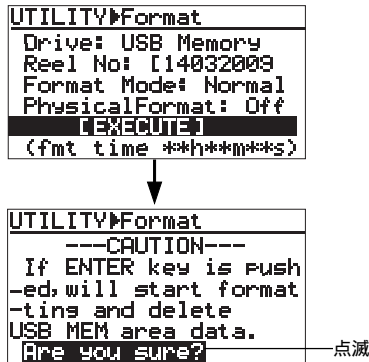 UTILITY▶Format
Drive: USB Memory
Reel No: [14032009
Format Mode: Normal
PhysicalFormat: Off
[EXECUTE]
(fmt time **h**m**s)
UTILITY▶Format
---CAUTION---
If ENTER key is push
-ed,will start format
-ting and delete
USB MEM area data.
Are you sure?
点滅